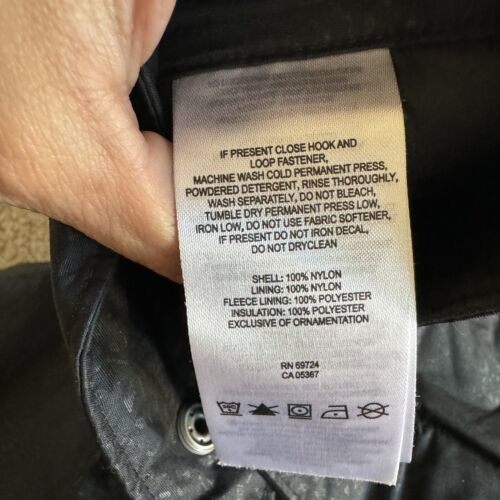 IF PRESENT CLOSE HOOK AND
LOOP FASTENER,
MACHINE WASH COLD PERMANENT PRESS,
POWDERED DETERGENT, RINSE THOROUGHLY,
WASH SEPARATELY, DO NOT BLEACH,
TUMBLE DRY PERMANENT PRESS LOW,
IRON LOW, DO NOT USE FABRIC SOFTENER,
IF PRESENT DO NOT IRON DECAL,
DO NOT DRYCLEAN
SHELL: 100% NYLON
LINING: 100% NYLON
FLEECE LINING: 100% POLYESTER
INSULATION: 100% POLYESTER
EXCLUSIVE OF ORNAMENTATION
RN 69724
CA 05367